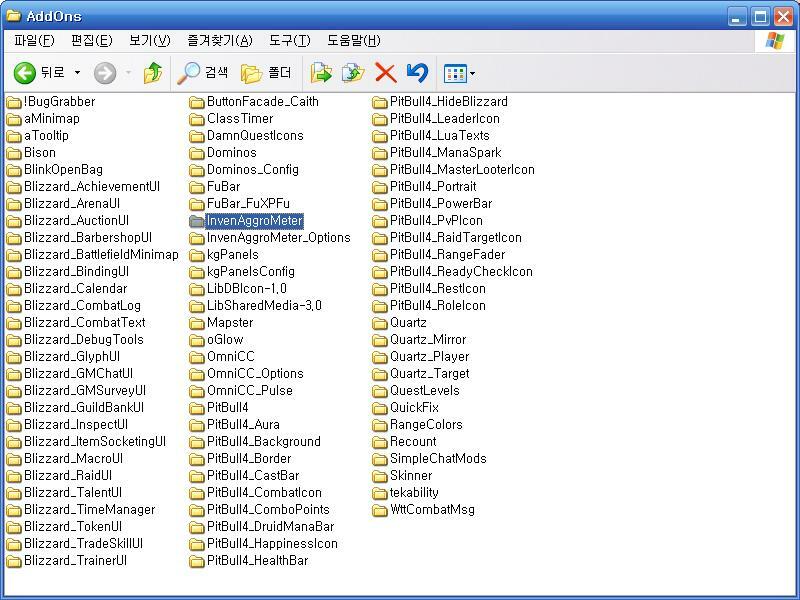 AddOns
파일(F) 편집(E) 보기(V) 즐겨찾기(A) 도구(T) 도움말(H)
뒤로 검색 폴더
!BugGrabber
aMinimap
aTooltip
Bison
BlinkOpenBag
Blizzard_AchievementUI
Blizzard_ArenaUI
Blizzard_AuctionUI
Blizzard_BarbershopUI
Blizzard_BattlefieldMinimap
Blizzard_BindingUI
Blizzard_Calendar
Blizzard_CombatLog
Blizzard_CombatText
Blizzard_DebugTools
Blizzard_GlyphUI
Blizzard_GMChatUI
Blizzard_GMSurveyUI
Blizzard_GuildBankUI
Blizzard_InspectUI
Blizzard_ItemSocketingUI
Blizzard_MacroUI
Blizzard_RaidUI
Blizzard_TalentUI
Blizzard_TimeManager
Blizzard_TokenUI
Blizzard_TradeSkillUI
Blizzard_TrainerUI
ButtonFacade_Caith
ClassTimer
DamnQuestIcons
Dominos
Dominos_Config
FuBar
FuBar_FuXPFu
InvenAggroMeter
InvenAggroMeter_Options
kgPanels
kgPanelsConfig
LibDBIcon-1.0
LibSharedMedia-3.0
Mapster
oGlow
OmniCC
OmniCC_Options
OmniCC_Pulse
PitBull4
PitBull4_Aura
PitBull4_Background
PitBull4_Border
PitBull4_CastBar
PitBull4_CombatIcon
PitBull4_ComboPoints
PitBull4_DruidManaBar
PitBull4_HappinessIcon
PitBull4_HealthBar
PitBull4_HideBlizzard
PitBull4_LeaderIcon
PitBull4_LuaTexts
PitBull4_ManaSpark
PitBull4_MasterLooterIcon
PitBull4_Portrait
PitBull4_PowerBar
PitBull4_PvPIcon
PitBull4_RaidTargetIcon
PitBull4_RangeFader
PitBull4_ReadyCheckIcon
PitBull4_RestIcon
PitBull4_RoleIcon
Quartz
Quartz_Mirror
Quartz_Player
Quartz_Target
QuestLevels
QuickFix
RangeColors
Recount
SimpleChatMods
Skinner
tekability
WttCombatMsg